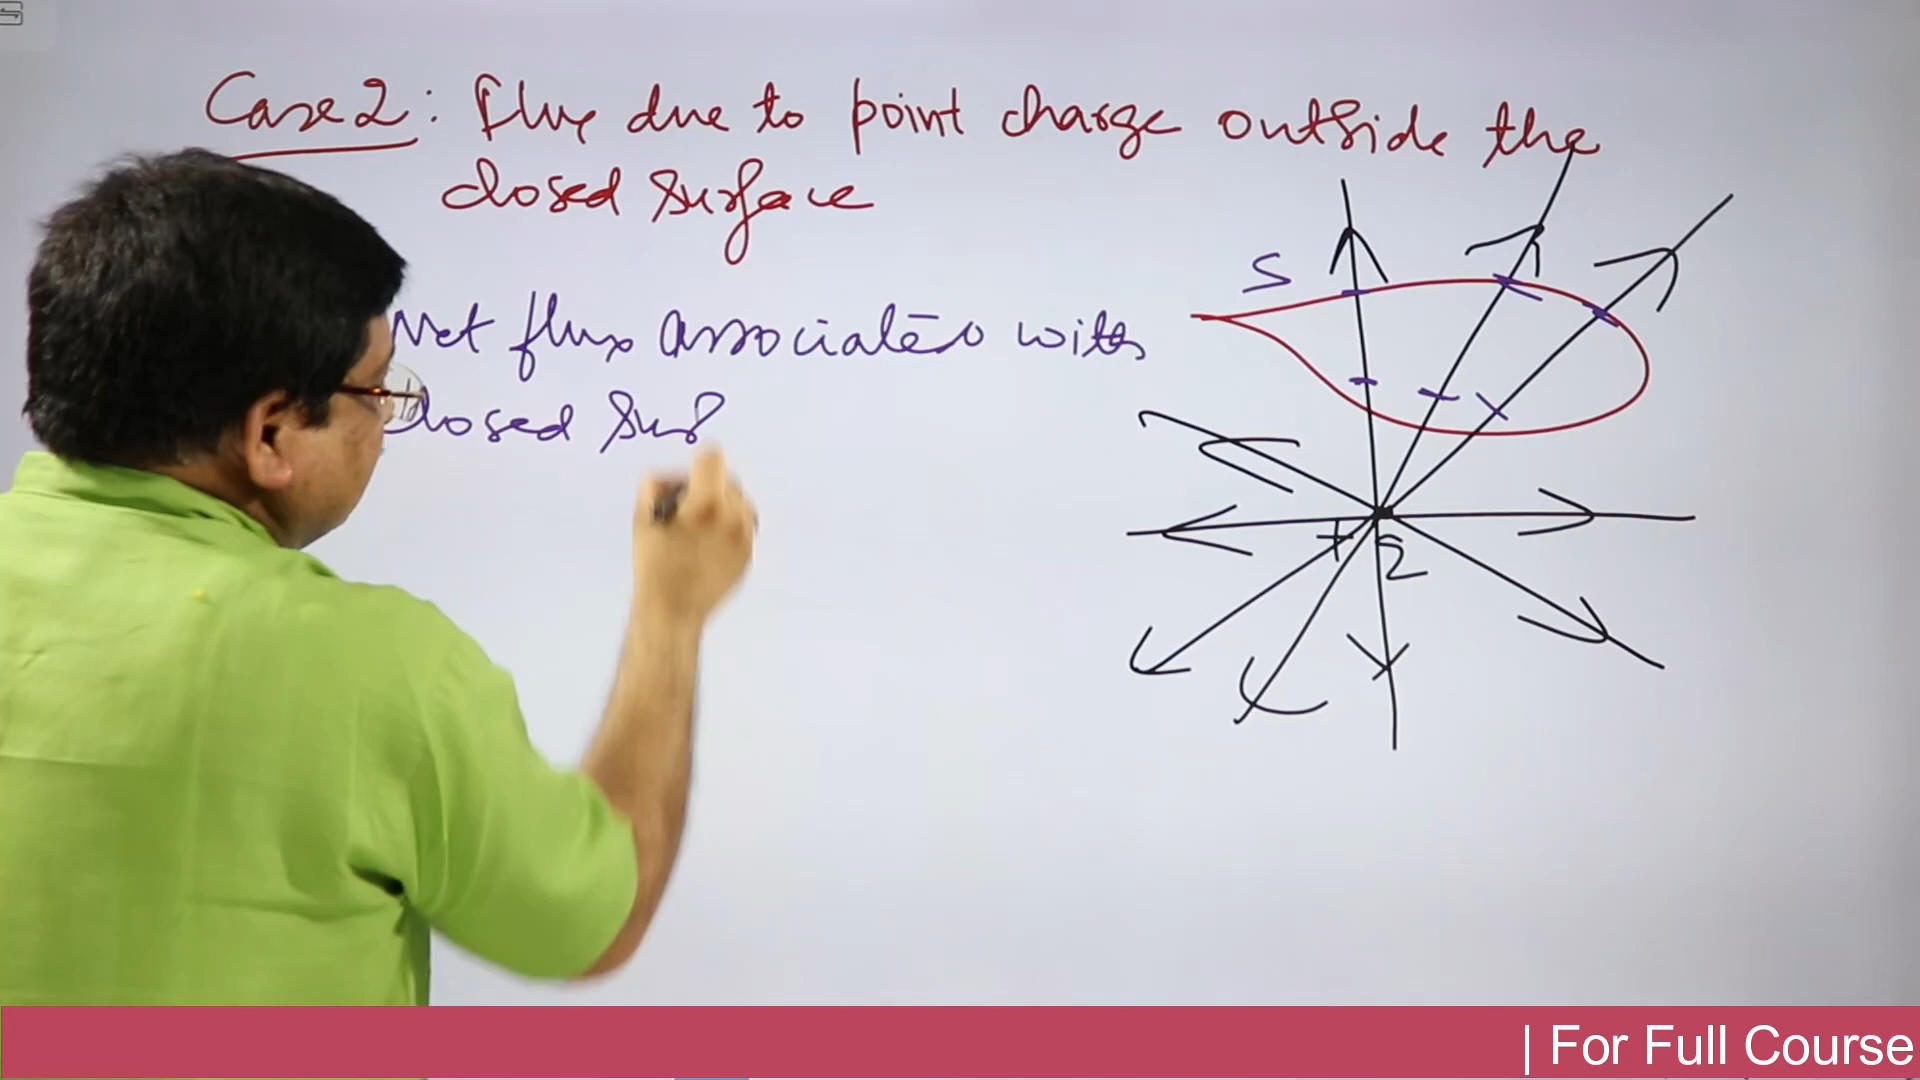 Case 2: Flux due to point charge outside the
closed surface
S
Net flux associated with
closed Surf
+q
| For Full Course